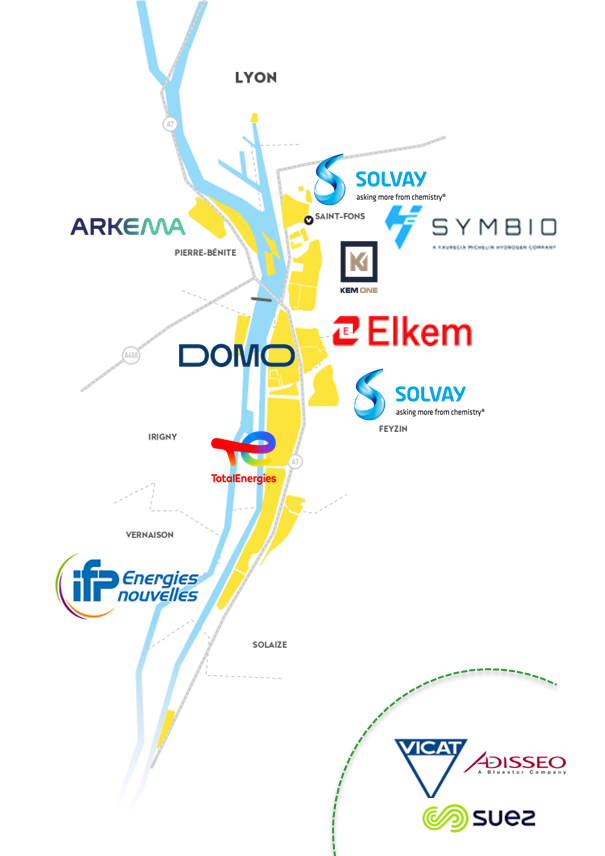 LYON
A7
SOLVAY
asking more from chemistry®
SAINT-FONS
ARKEMA
SYMBIO
A FAURECIA MICHELIN HYDROGEN COMPANY
PIERRE-BÉNITE
KEM ONE
A450
E
Elkem
DOMO
SOLVAY
asking more from chemistry®
FEYZIN
IRIGNY
TotalEnergies
A7
VERNAISON
ifp Energies
nouvelles
SOLAIZE
VICAT
ADISSEO
A Bluestar Company
suez